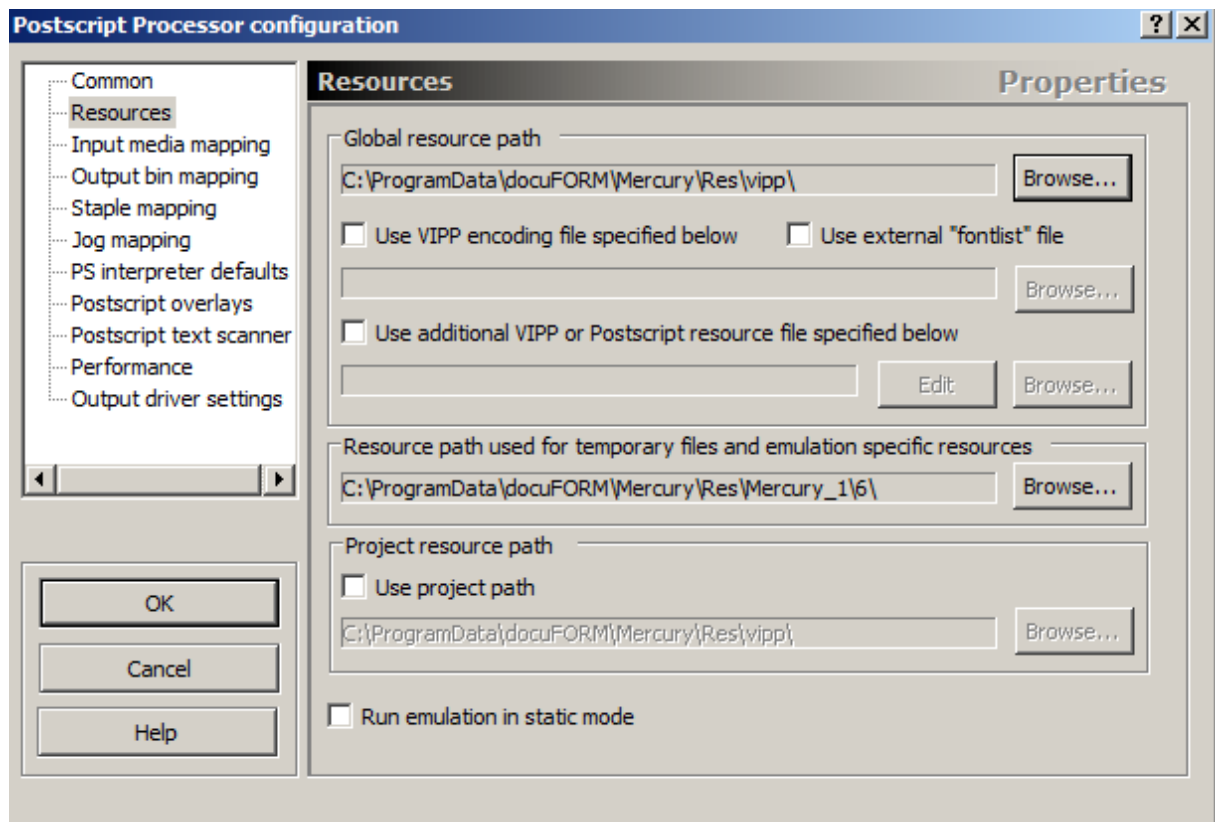 Postscript Processor configuration
Common
Resources
Input media mapping
Output bin mapping
Staple mapping
Jog mapping
PS interpreter defaults
Postscript overlays
Postscript text scanner
Performance
Output driver settings
OK
Cancel
Help
Resources Properties
Global resource path
C:\ProgramData\docuFORM\Mercury\Res\vipp\ Browse...
Use VIPP encoding file specified below Use external "fontlist" file
Browse...
Use additional VIPP or Postscript resource file specified below
Edit Browse...
Resource path used for temporary files and emulation specific resources
C:\ProgramData\docuFORM\Mercury\Res\Mercury_1\6\ Browse...
Project resource path
Use project path
C:\ProgramData\docuFORM\Mercury\Res\vipp\ Browse...
Run emulation in static mode